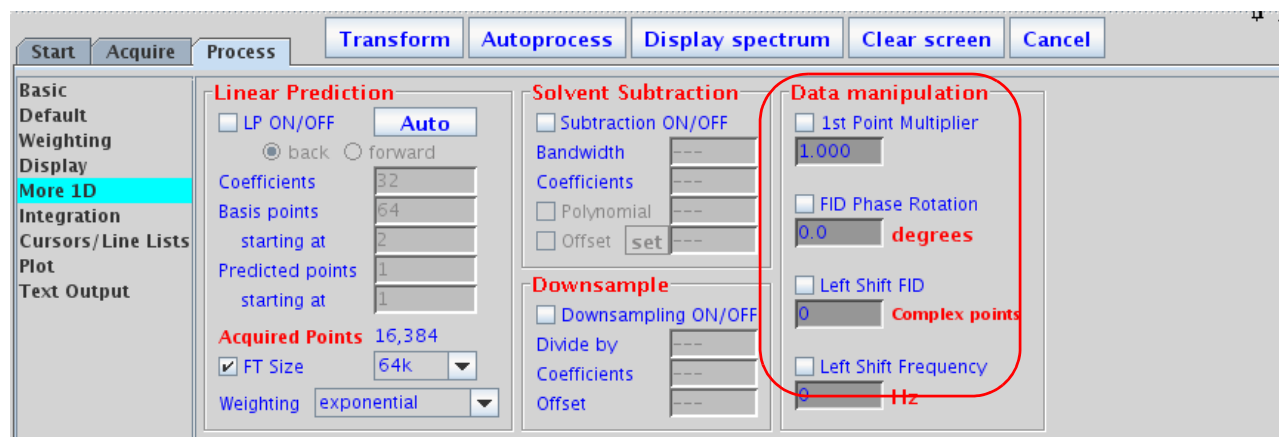 Start Acquire Process Transform Autoprocess Display spectrum Clear screen Cancel
Basic
Default
Weighting
Display
More 1D
Integration
Cursors/Line Lists
Plot
Text Output
Linear Prediction
LP ON/OFF Auto
back forward
Coefficients 32
Basis points 64
starting at 2
Predicted points 1
starting at 1
Acquired Points 16,384
FT Size 64k
Weighting exponential
Solvent Subtraction
Subtraction ON/OFF
Bandwidth ---
Coefficients ---
Polynomial ---
Offset set ---
Downsample
Downsampling ON/OFF
Divide by ---
Coefficients ---
Offset ---
Data manipulation
1st Point Multiplier
1.000
FID Phase Rotation
0.0 degrees
Left Shift FID
0 Complex points
Left Shift Frequency
0 Hz